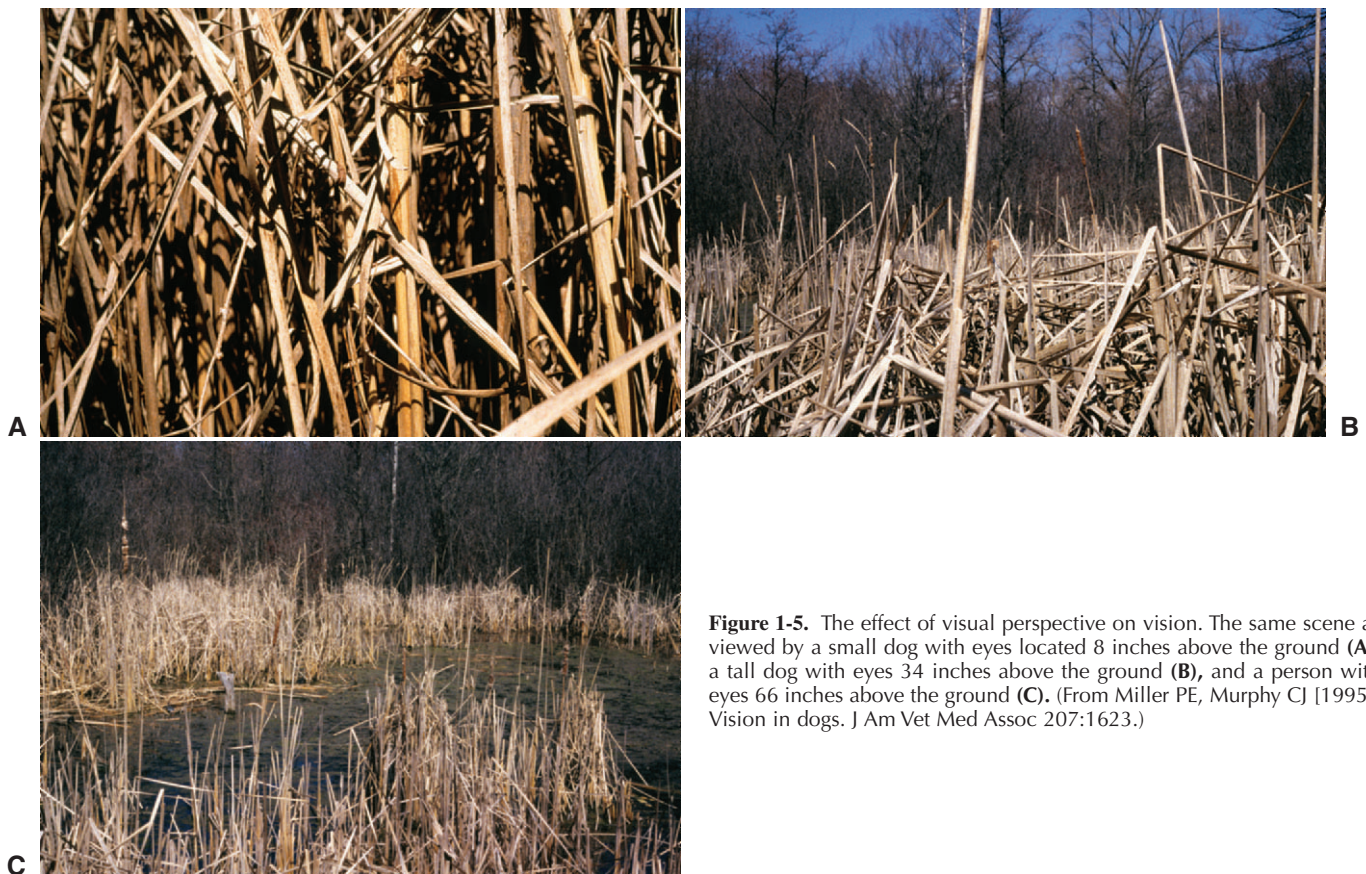 A
B
C
Figure 1-5. The effect of visual perspective on vision. The same scene a
viewed by a small dog with eyes located 8 inches above the ground (A
a tall dog with eyes 34 inches above the ground (B), and a person wit
eyes 66 inches above the ground (C). (From Miller PE, Murphy CJ [1995
Vision in dogs. J Am Vet Med Assoc 207:1623.)